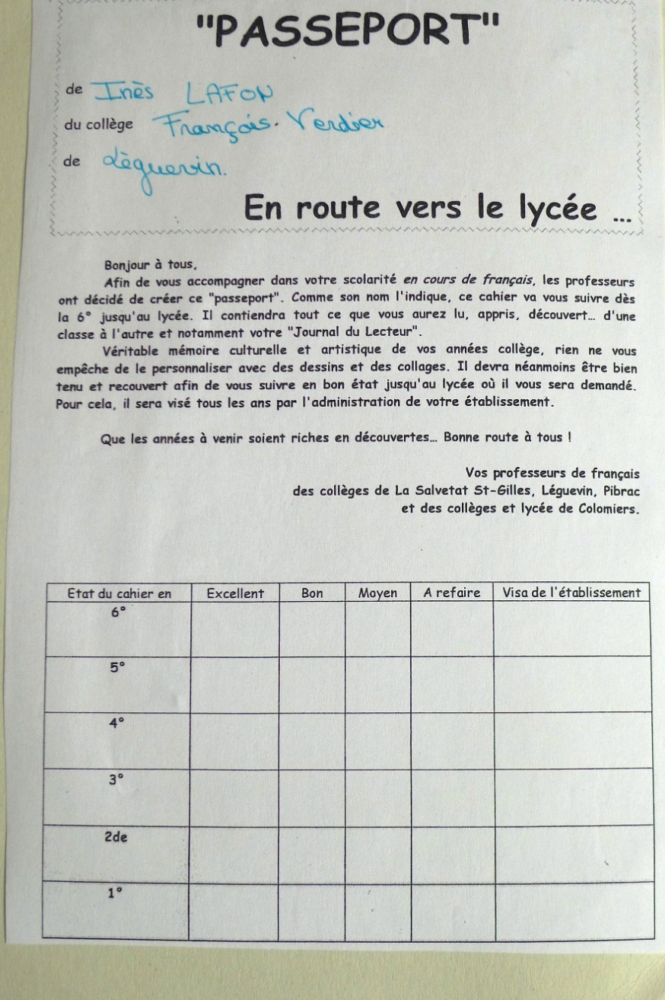 "PASSEPORT"
de Inès LAFON
du collège François-Verdier
de Lèguevin.
En route vers le lycée ...
Bonjour à tous,
Afin de vous accompagner dans votre scolarité en cours de français, les professeurs
ont décidé de créer ce "passeport". Comme son nom l'indique, ce cahier va vous suivre dès
la 6° jusqu'au lycée. Il contiendra tout ce que vous aurez lu, appris, découvert... d'une
classe à l'autre et notamment votre "Journal du Lecteur".
Véritable mémoire culturelle et artistique de vos années collège, rien ne vous
empêche de le personnaliser avec des dessins et des collages. Il devra néanmoins être bien
tenu et recouvert afin de vous suivre en bon état jusqu'au lycée où il vous sera demandé.
Pour cela, il sera visé tous les ans par l'administration de votre établissement.
Que les années à venir soient riches en découvertes... Bonne route à tous !
Vos professeurs de français
des collèges de La Salvetat St-Gilles, Léguevin, Pibrac
et des collèges et lycée de Colomiers.
Etat du cahier en Excellent Bon Moyen A refaire Visa de l'établissement
6°
5°
4°
3°
2de
1°